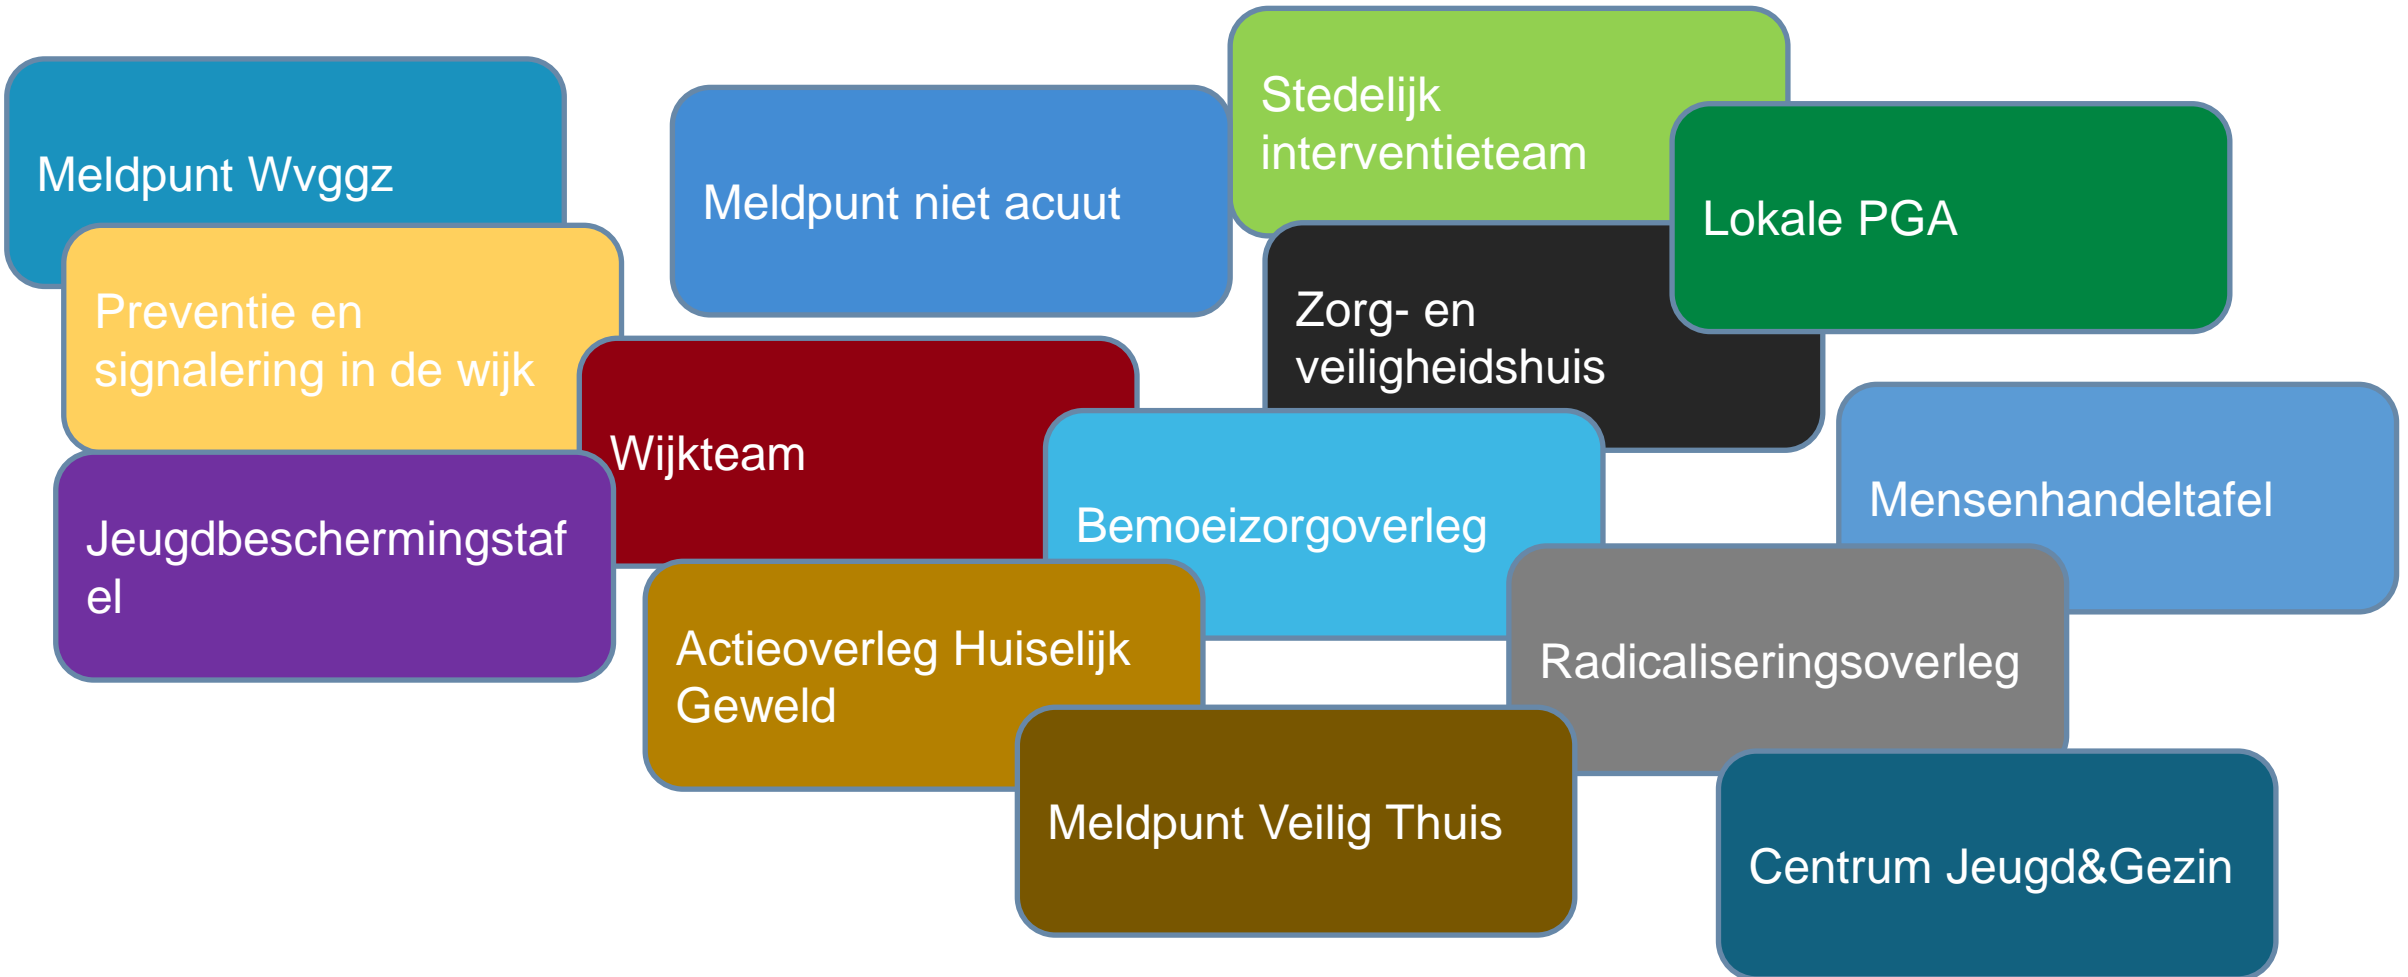 Meldpunt Wvggz
Meldpunt niet acuut
Stedelijk
interventieteam
Lokale PGA
Preventie en
signalering in de wijk
Zorg- en
veiligheidshuis
Wijkteam
Bemoeizorgoverleg
Mensenhandeltafel
Jeugdbeschermingstaf
el
Actieoverleg Huiselijk
Geweld
Radicaliseringsoverleg
Meldpunt Veilig Thuis
Centrum Jeugd&Gezin